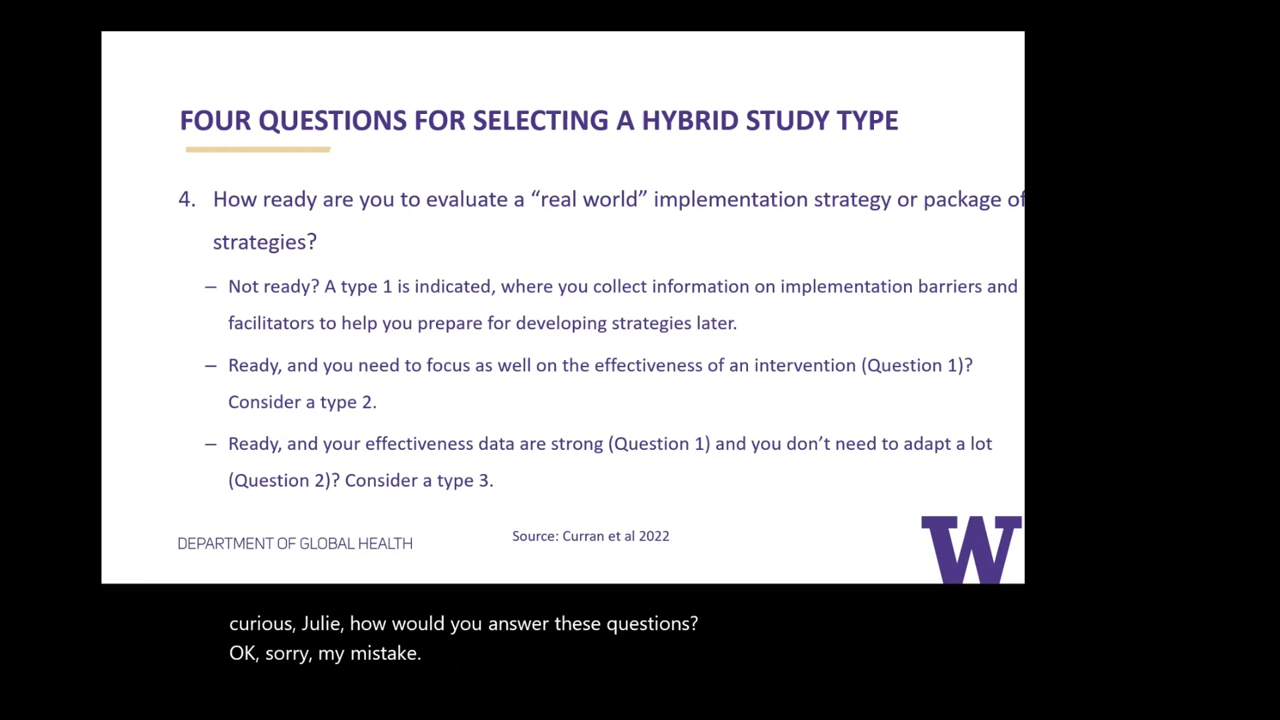 FOUR QUESTIONS FOR SELECTING A HYBRID STUDY TYPE
4. How ready are you to evaluate a “real world” implementation strategy or package of
strategies?
– Not ready? A type 1 is indicated, where you collect information on implementation barriers and
facilitators to help you prepare for developing strategies later.
– Ready, and you need to focus as well on the effectiveness of an intervention (Question 1)?
Consider a type 2.
– Ready, and your effectiveness data are strong (Question 1) and you don’t need to adapt a lot
(Question 2)? Consider a type 3.
Source: Curran et al 2022
DEPARTMENT OF GLOBAL HEALTH
W
curious, Julie, how would you answer these questions?
OK, sorry, my mistake.